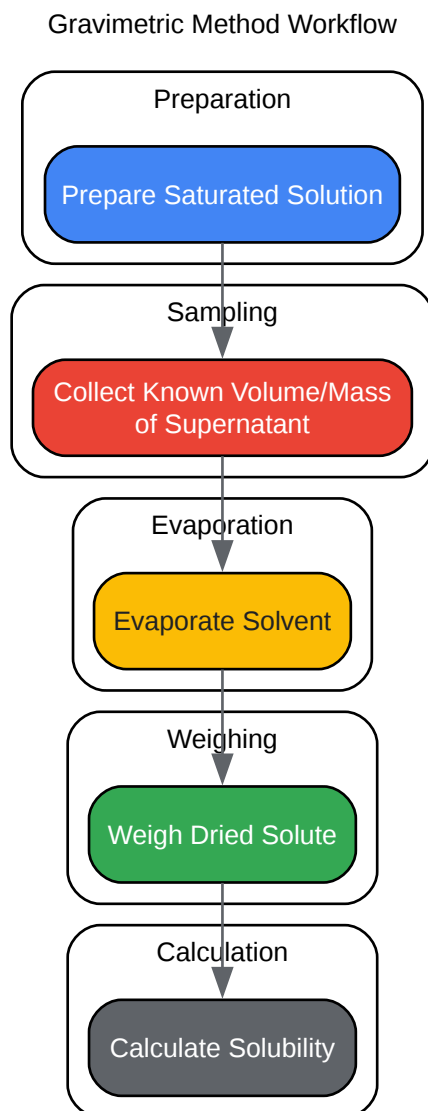 Gravimetric Method Workflow
Preparation
Prepare Saturated Solution
Sampling
Collect Known Volume/Mass
of Supernatant
Evaporation
Evaporate Solvent
Weighing
Weigh Dried Solute
Calculation
Calculate Solubility